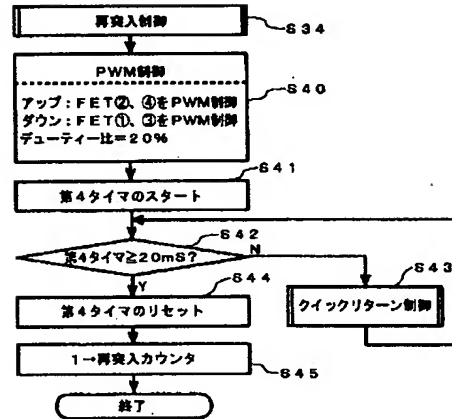 再突入制御
S34
PWM制御
アップ：FET②、④をPWM制御
ダウン：FET①、③をPWM制御
デューティー比＝20％
S40
第4タイマのスタート
S41
第4タイマ≧20mS？
S42
N
Y
クイックリターン制御
S43
第4タイマのリセット
S44
1→再突入カウンタ
S45
終了